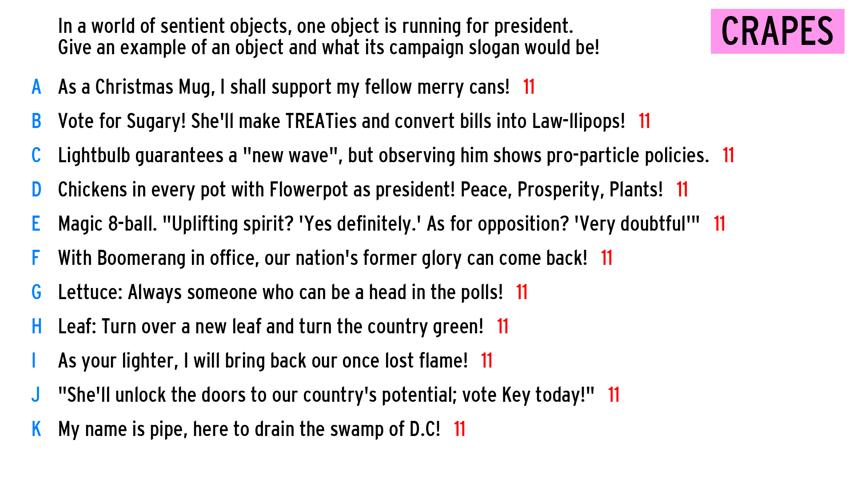 In a world of sentient objects, one object is running for president.
Give an example of an object and what its campaign slogan would be!
CRAPES
A As a Christmas Mug, I shall support my fellow merry cans! 11
B Vote for Sugary! She'll make TREATies and convert bills into Law-llipops! 11
C Lightbulb guarantees a "new wave", but observing him shows pro-particle policies. 11
D Chickens in every pot with Flowerpot as president! Peace, Prosperity, Plants! 11
E Magic 8-ball. "Uplifting spirit? 'Yes definitely.' As for opposition? 'Very doubtful'" 11
F With Boomerang in office, our nation's former glory can come back! 11
G Lettuce: Always someone who can be a head in the polls! 11
H Leaf: Turn over a new leaf and turn the country green! 11
I As your lighter, I will bring back our once lost flame! 11
J "She'll unlock the doors to our country's potential; vote Key today!" 11
K My name is pipe, here to drain the swamp of D.C! 11